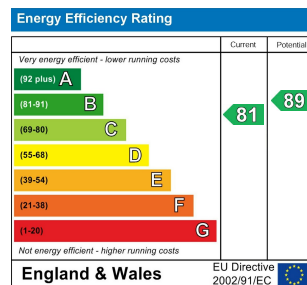 Energy Efficiency Rating
Current Potential
Very energy efficient - lower running costs
(92 plus) A
(81-91) B
(69-80) C
(55-68) D
(39-54) E
(21-38) F
(1-20) G
81
89
Not energy efficient - higher running costs
England & Wales
EU Directive
2002/91/EC